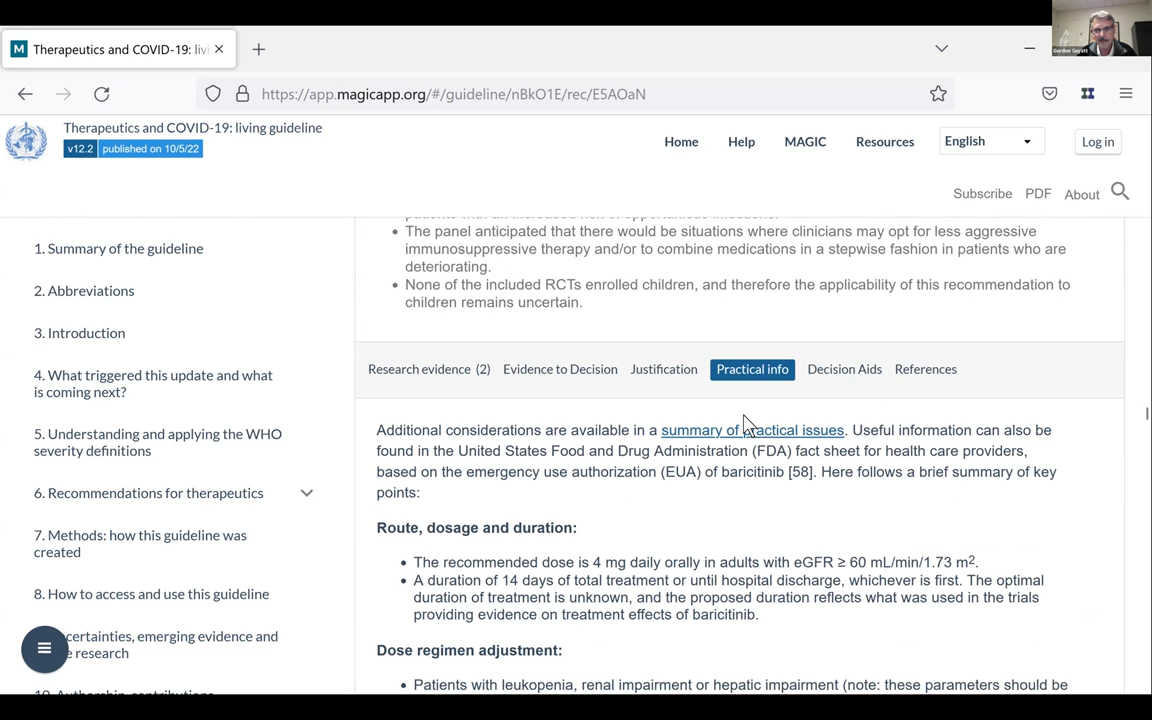 Therapeutics and COVID-19: livi
Gordon Guyatt
https://app.magicapp.org/#/guideline/nBkO1E/rec/E5AOaN
Therapeutics and COVID-19: living guideline
v12.2 published on 10/5/22
Home Help MAGIC Resources English Log in
Subscribe PDF About
1. Summary of the guideline
2. Abbreviations
3. Introduction
4. What triggered this update and what
is coming next?
5. Understanding and applying the WHO
severity definitions
6. Recommendations for therapeutics
7. Methods: how this guideline was
created
8. How to access and use this guideline
certainties, emerging evidence and
research
10. Authorship, contributions,
patients with an increased risk of opportunistic infections.
• The panel anticipated that there would be situations where clinicians may opt for less aggressive
immunosuppressive therapy and/or to combine medications in a stepwise fashion in patients who are
deteriorating.
• None of the included RCTs enrolled children, and therefore the applicability of this recommendation to
children remains uncertain.
Research evidence (2) Evidence to Decision Justification Practical info Decision Aids References
Additional considerations are available in a summary of practical issues. Useful information can also be
found in the United States Food and Drug Administration (FDA) fact sheet for health care providers,
based on the emergency use authorization (EUA) of baricitinib [58]. Here follows a brief summary of key
points:
Route, dosage and duration:
• The recommended dose is 4 mg daily orally in adults with eGFR ≥ 60 mL/min/1.73 m².
• A duration of 14 days of total treatment or until hospital discharge, whichever is first. The optimal
duration of treatment is unknown, and the proposed duration reflects what was used in the trials
providing evidence on treatment effects of baricitinib.
Dose regimen adjustment:
• Patients with leukopenia, renal impairment or hepatic impairment (note: these parameters should be